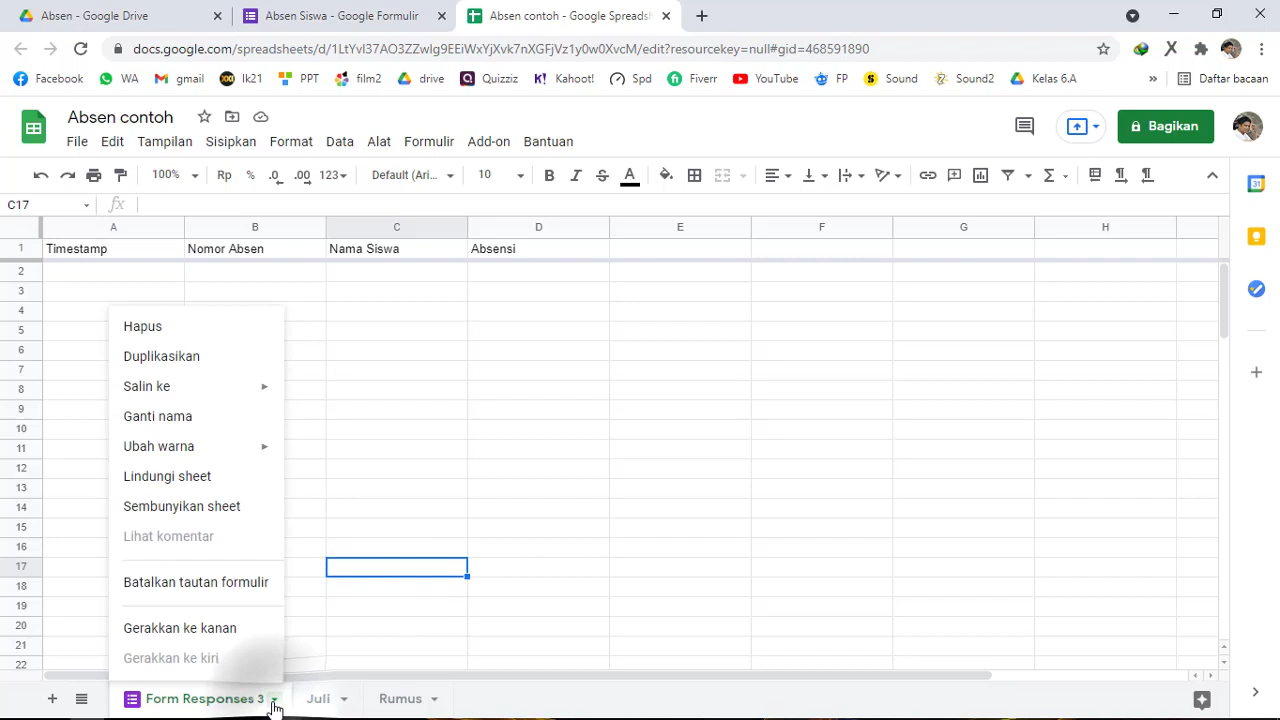 Absen - Google Drive
Absen Siswa - Google Formulir
Absen contoh - Google Spreadsh
docs.google.com/spreadsheets/d/1LtYvl37AO3ZZwIg9EEiWxYjXvk7nXGFjVz1y0w0XvcM/edit?resourcekey=null#gid=468591890
Facebook WA gmail lk21 PPT film2 drive Quizziz Kahoot! Spd Fiverr YouTube FP Sound Sound2 Kelas 6.A » Daftar bacaan
Absen contoh
Bagikan
File Edit Tampilan Sisipkan Format Data Alat Formulir Add-on Bantuan
100% Rp % .0 .00 123 Default (Ari... 10 B I S A
C17 fx
A B C D E F G H
1 Timestamp Nomor Absen Nama Siswa Absensi
2
3
4
5
6
7
8
9
10
11
12
13
14
15
16
17
18
19
20
21
22
Hapus
Duplikasikan
Salin ke
Ganti nama
Ubah warna
Lindungi sheet
Sembunyikan sheet
Lihat komentar
Batalkan tautan formulir
Gerakkan ke kanan
Gerakkan ke kiri
Form Responses 3 Juli Rumus
31